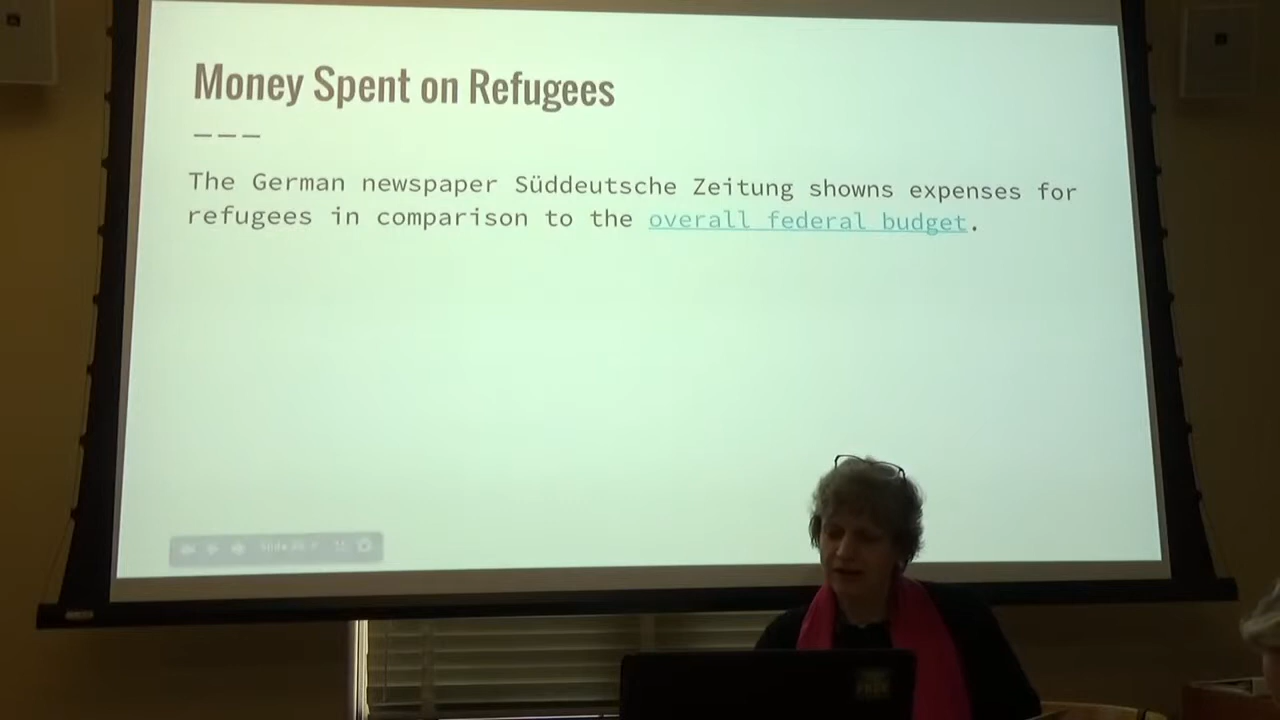 Money Spent on Refugees
———
The German newspaper Süddeutsche Zeitung showns expenses for
refugees in comparison to the overall federal budget.
Slide